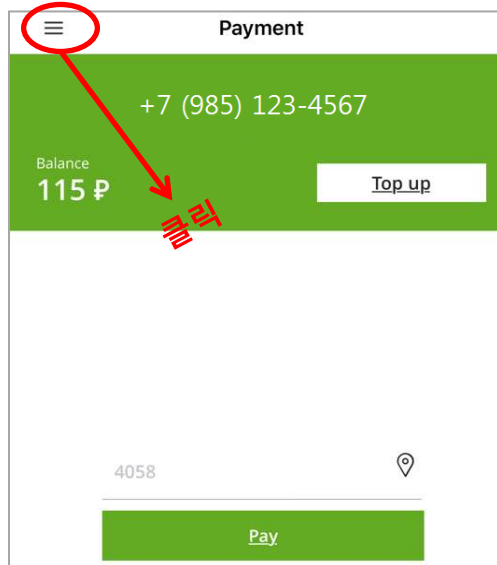 Payment
+7 (985) 123-4567
Balance
115 ₽
Top up
클릭
4058
Pay